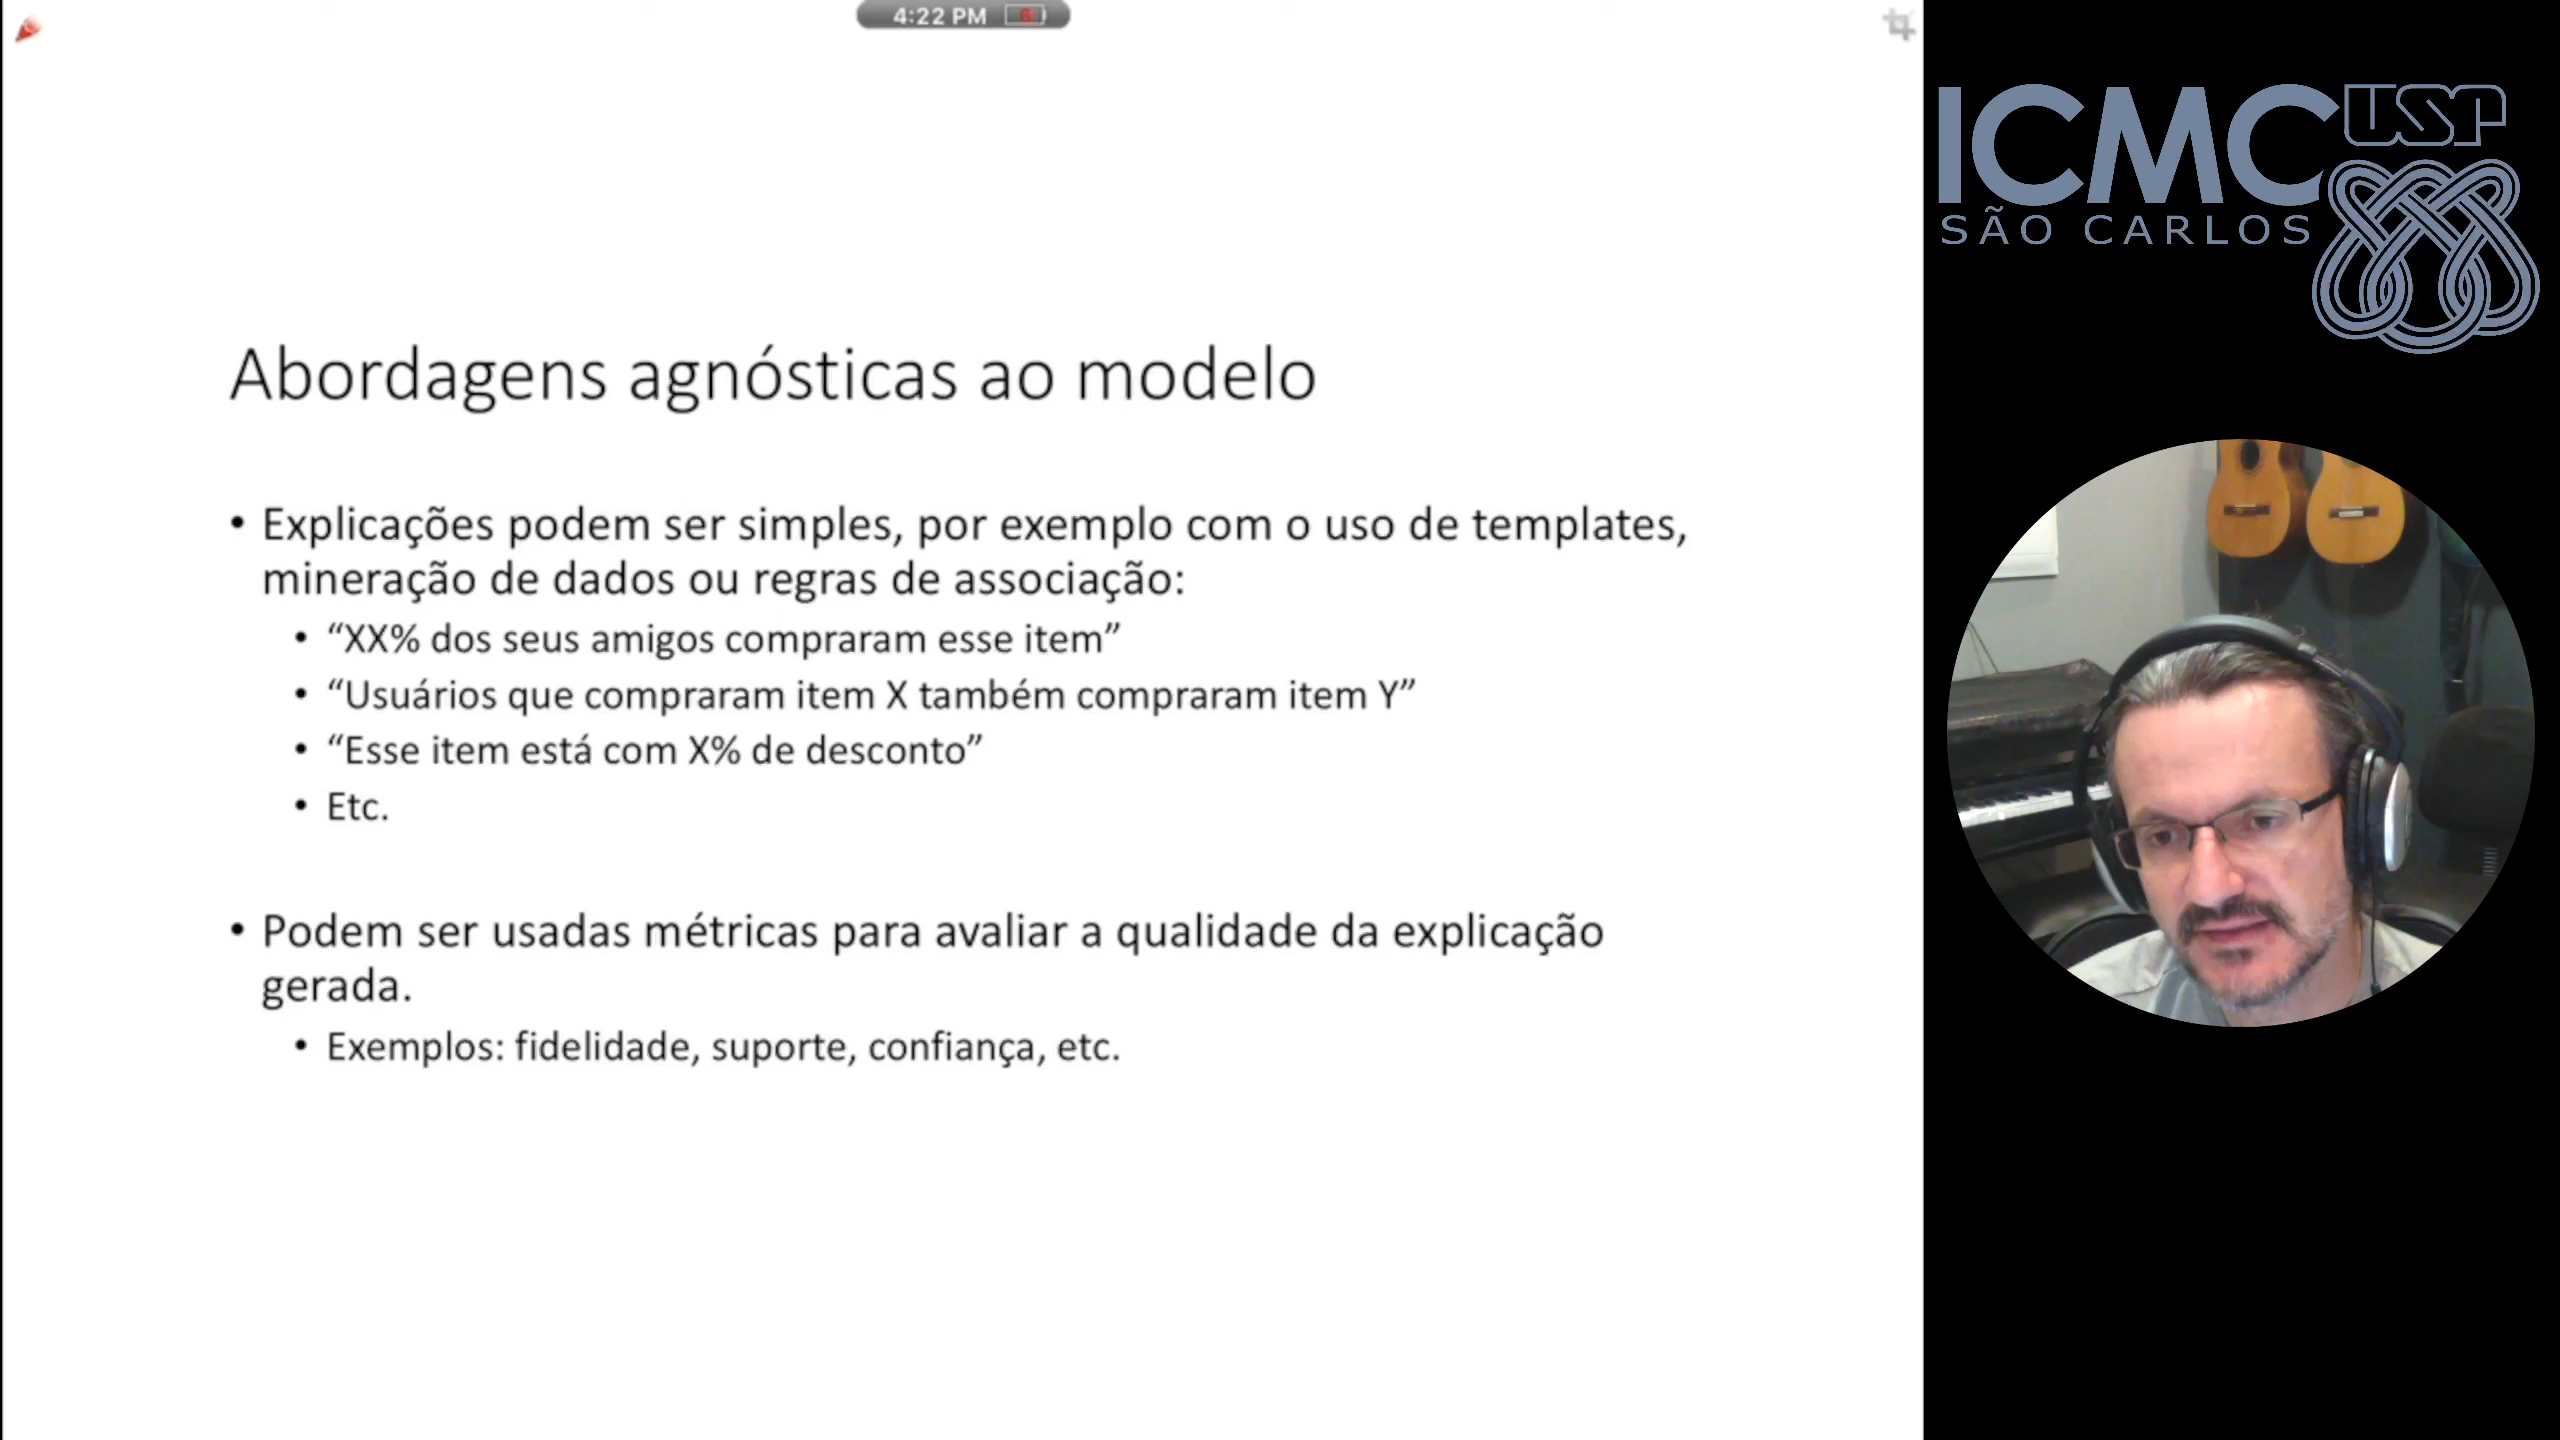 4:22 PM
ICMC USP
SÃO CARLOS
Abordagens agnósticas ao modelo
• Explicações podem ser simples, por exemplo com o uso de templates,
mineração de dados ou regras de associação:
• “XX% dos seus amigos compraram esse item”
• “Usuários que compraram item X também compraram item Y”
• “Esse item está com X% de desconto”
• Etc.
• Podem ser usadas métricas para avaliar a qualidade da explicação
gerada.
• Exemplos: fidelidade, suporte, confiança, etc.